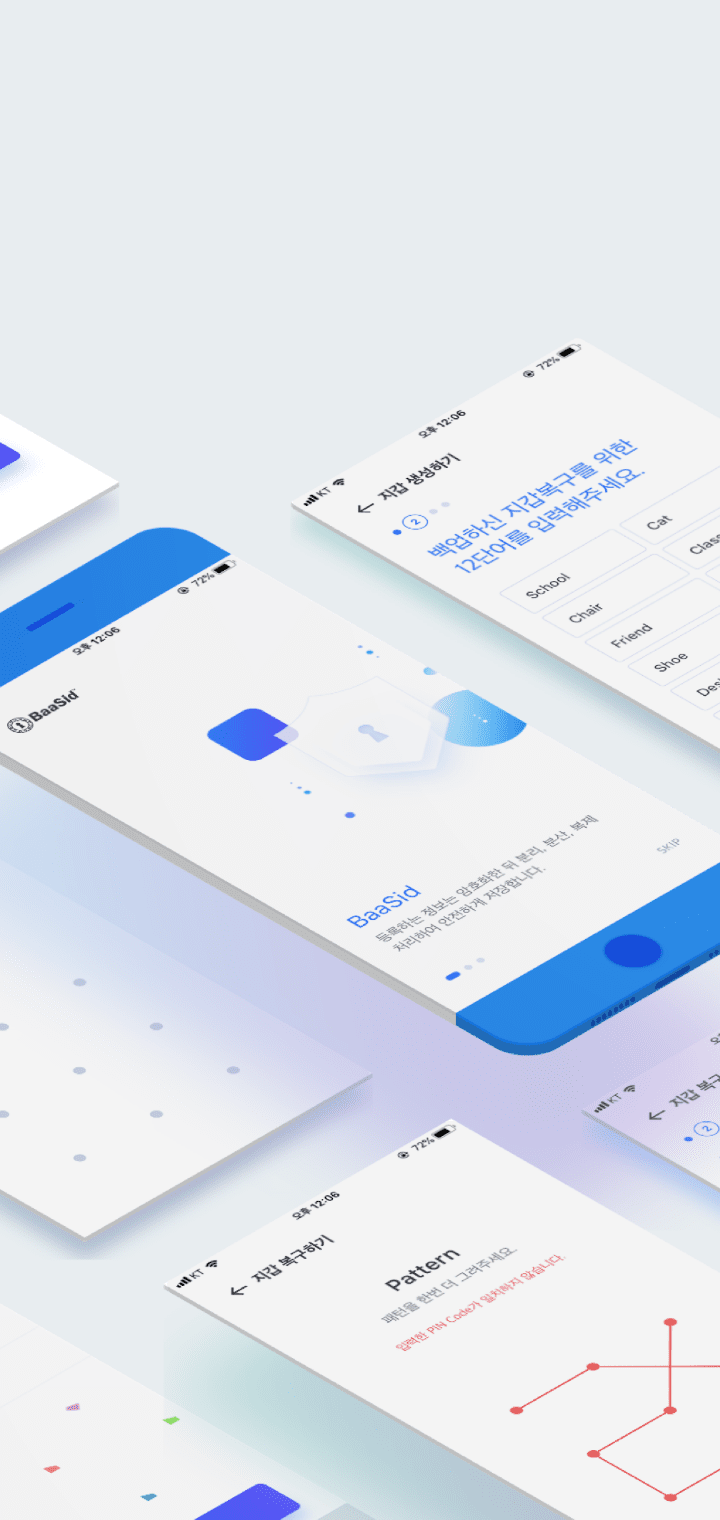 KT
오후 12:06
72%
지갑 생성하기
2
백업하신 지갑복구를 위한
12단어를 입력해주세요.
School
Cat
Chair
Class
Friend
Shoe
오후 12:06
72%
BaaSid
BaaSid
등록하는 정보는 암호화한 뒤 분리, 분산, 복제
처리하여 안전하게 저장합니다.
SKIP
KT
지갑 복구
2
KT
오후 12:06
72%
지갑 복구하기
Pattern
패턴을 한번 더 그려주세요.
입력한 PIN Code가 일치하지 않습니다.